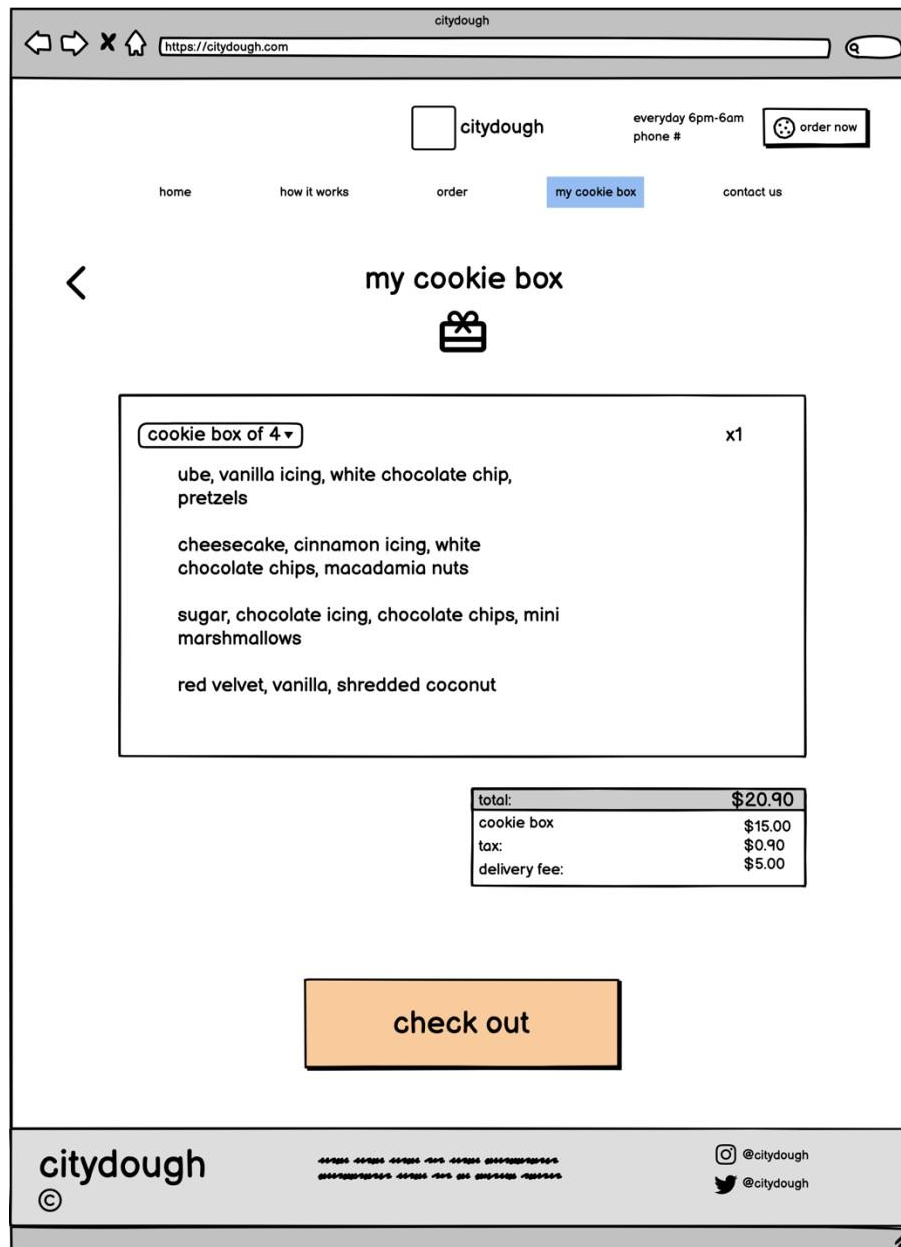 citydough
https://citydough.com
citydough
everyday 6pm-6am
phone #
order now
home
how it works
order
my cookie box
contact us
my cookie box
cookie box of 4
x1
ube, vanilla icing, white chocolate chip,
pretzels
cheesecake, cinnamon icing, white
chocolate chips, macadamia nuts
sugar, chocolate icing, chocolate chips, mini
marshmallows
red velvet, vanilla, shredded coconut
total: $20.90
cookie box $15.00
tax: $0.90
delivery fee: $5.00
check out
citydough
©
@citydough
@citydough